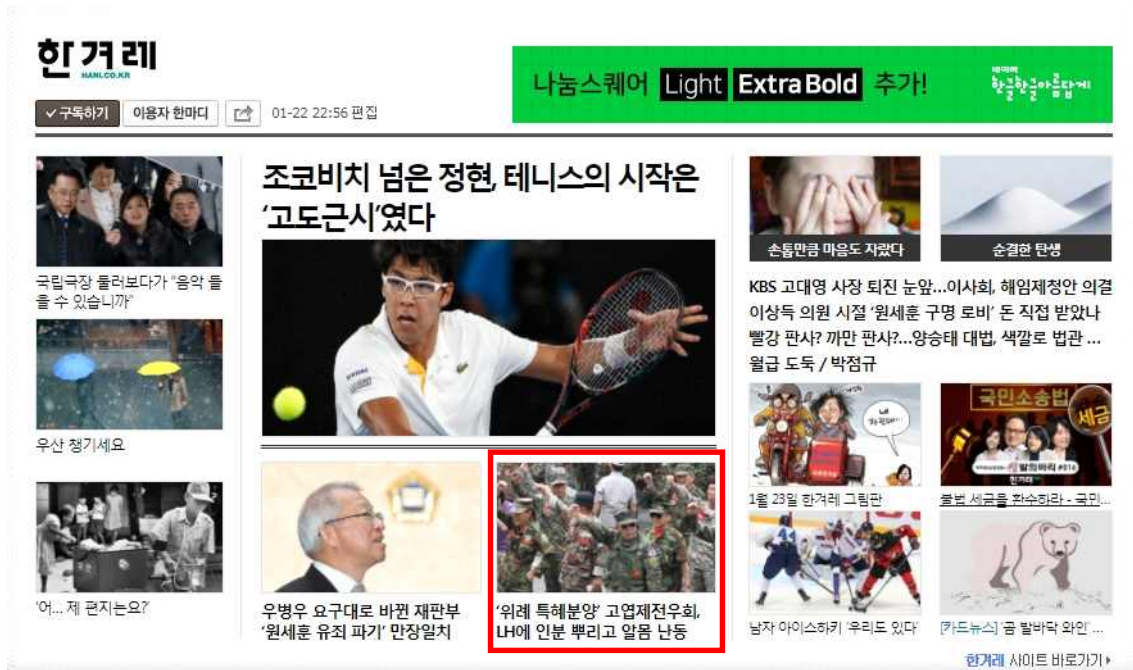 한겨레
HANI.CO.KR
나눔스퀘어 Light ExtraBold 추가!
네이버
한글한글아름답게
구독하기 이용자 한마디 01-22 22:56 편집
국립극장 둘러보다가 "음악 들
을 수 있습니까"
우산 챙기세요
'어... 제 편지는요?'
조코비치 넘은 정현, 테니스의 시작은
'고도근시'였다
우병우 요구대로 바뀐 재판부
'원세훈 유죄 파기' 만장일치
'위례 특혜분양' 고엽제전우회,
LH에 인분 뿌리고 알몸 난동
손톱만큼 마음도 자랐다
순결한 탄생
KBS 고대영 사장 퇴진 눈앞...이사회, 해임제청안 의결
이상득 의원 시절 '원세훈 구명 로비' 돈 직접 받았나
빨강 판사? 까만 판사?...양승태 대법, 색깔로 법관 ...
월급 도둑 / 박점규
1월 23일 한겨레 그림판
국민소송법
세금
발의바리 #016
한겨레
불법 세금을 환수하라 - 국민...
44
남자 아이스하키 '우리도 있다'
[카드뉴스] '곰 발바닥 와인' ...
한겨레 사이트 바로가기